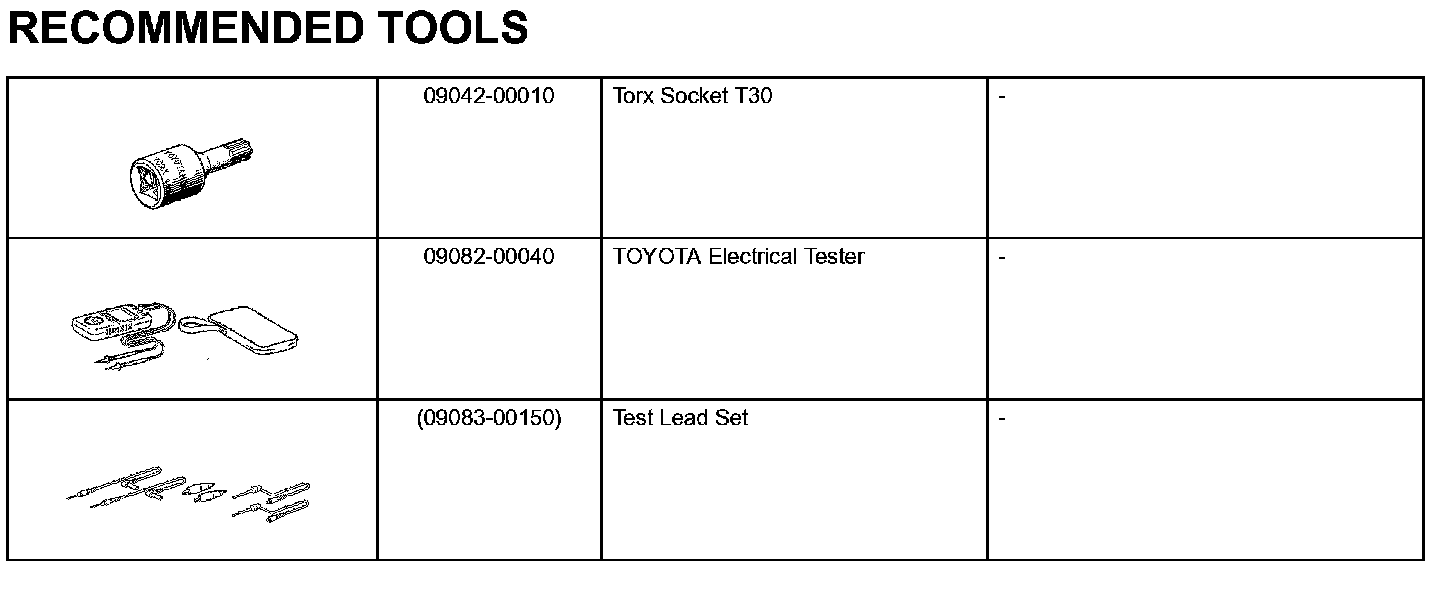 RECOMMENDED TOOLS
09042-00010 Torx Socket T30 -
09082-00040 TOYOTA Electrical Tester -
(09083-00150) Test Lead Set -